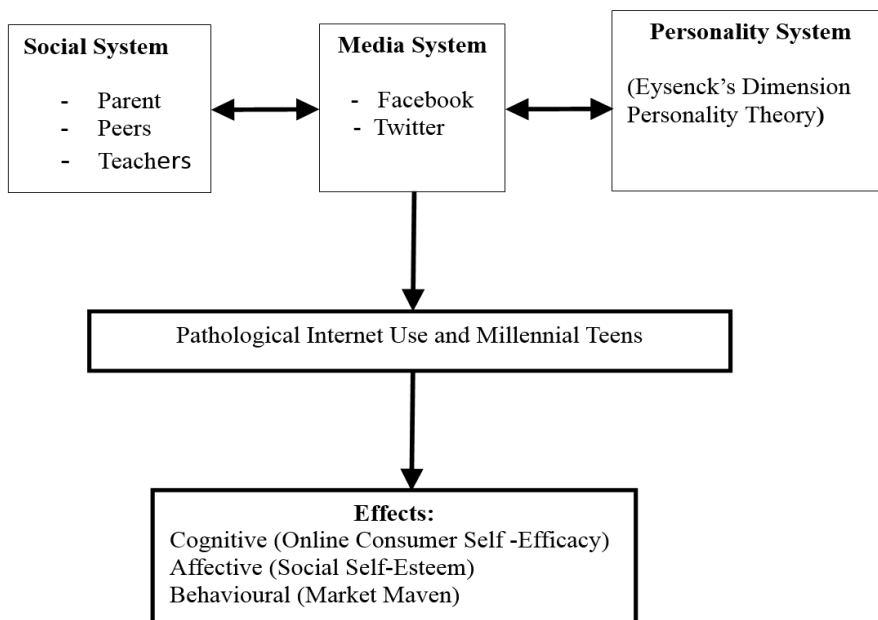 Social System
- Parent
- Peers
- Teachers
Media System
- Facebook
- Twitter
Personality System
(Eysenck’s Dimension
Personality Theory)
Pathological Internet Use and Millennial Teens
Effects:
Cognitive (Online Consumer Self -Efficacy)
Affective (Social Self-Esteem)
Behavioural (Market Maven)